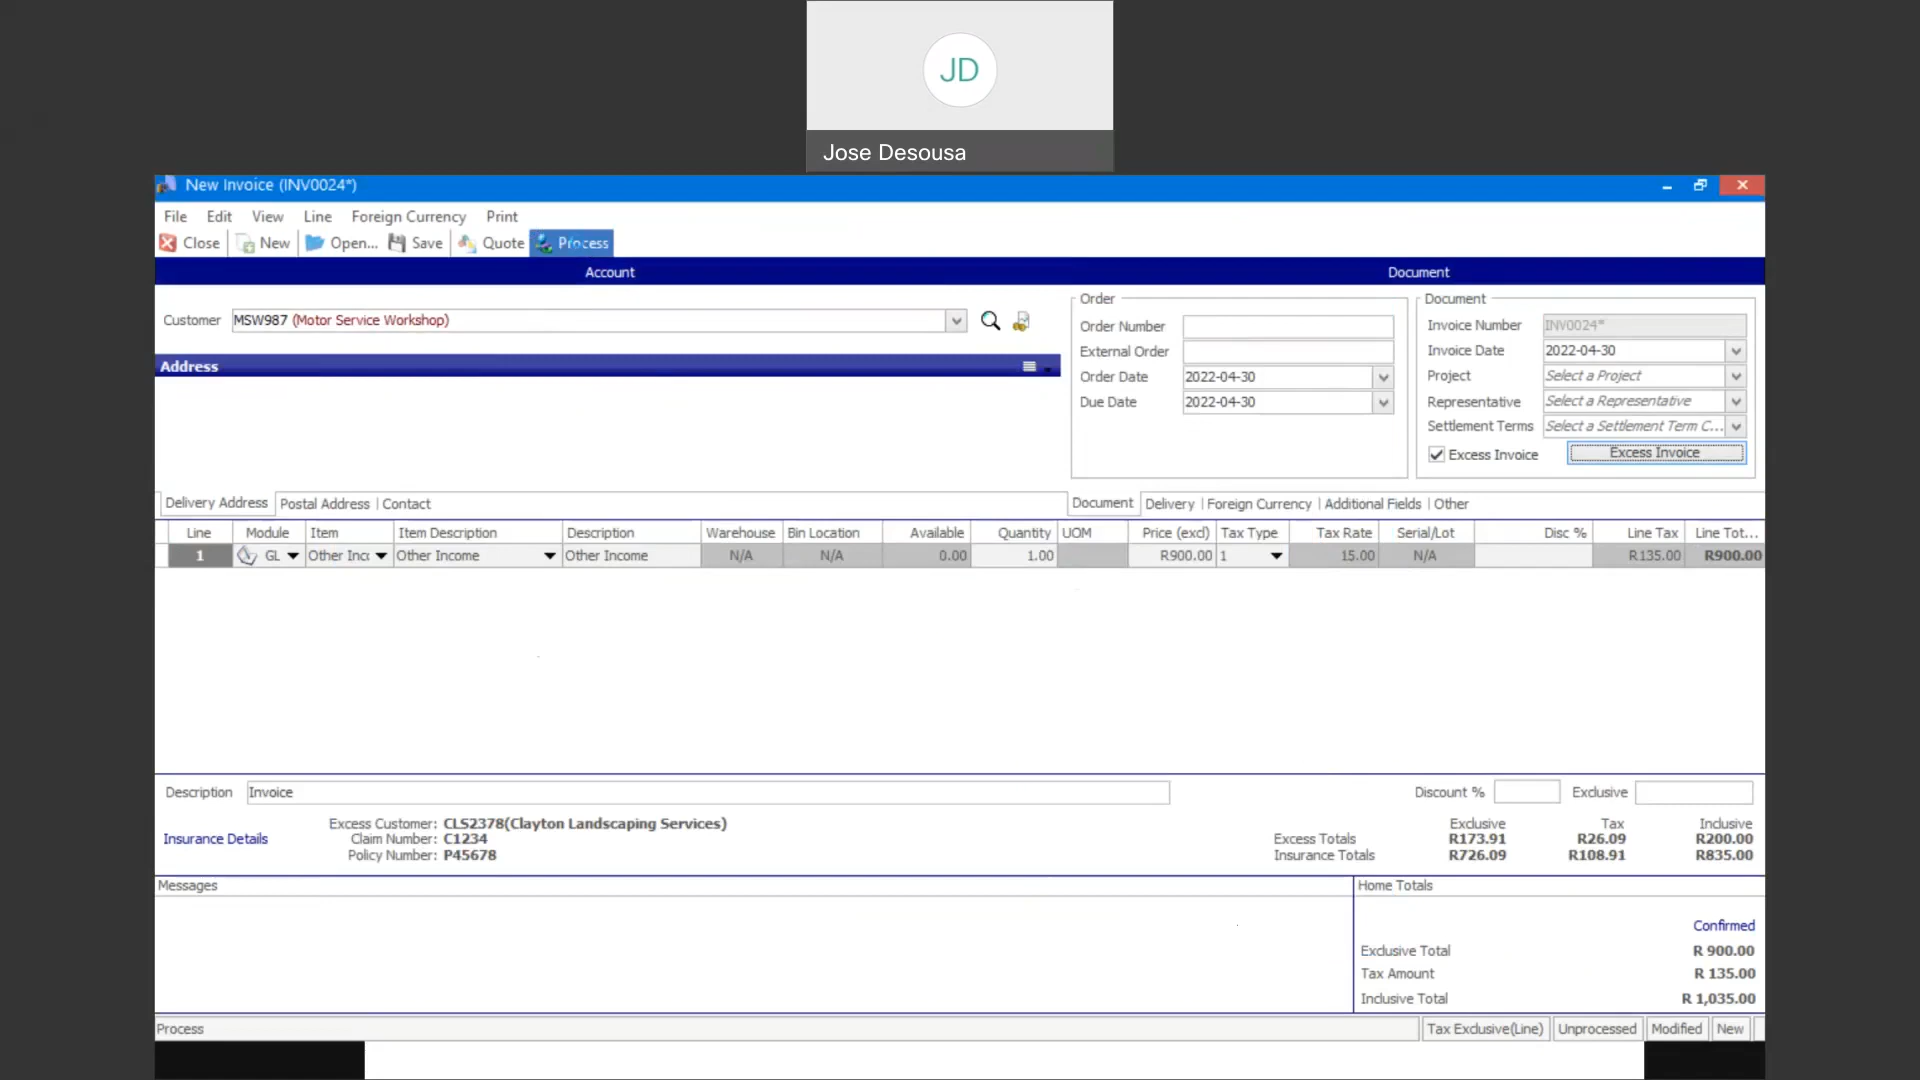 JD
Jose Desousa
New Invoice (INV0024*)
File Edit View Line Foreign Currency Print
Close New Open... Save Quote Process
Account Document
Customer MSW987 (Motor Service Workshop)
Address
Order
Order Number
External Order
Order Date 2022-04-30
Due Date 2022-04-30
Document
Invoice Number INV0024*
Invoice Date 2022-04-30
Project Select a Project
Representative Select a Representative
Settlement Terms Select a Settlement Term C...
Excess Invoice Excess Invoice
Delivery Address Postal Address Contact
Document Delivery Foreign Currency Additional Fields Other
Line Module Item Item Description Description Warehouse Bin Location Available Quantity UOM Price (excl) Tax Type Tax Rate Serial/Lot Disc % Line Tax Line Tot...
1 GL Other Inc Other Income Other Income N/A N/A 0.00 1.00 R900.00 1 15.00 N/A R135.00 R900.00
Description Invoice Discount % Exclusive
Insurance Details
Excess Customer: CLS2378(Clayton Landscaping Services)
Claim Number: C1234
Policy Number: P45678
Exclusive Tax Inclusive
Excess Totals R173.91 R26.09 R200.00
Insurance Totals R726.09 R108.91 R835.00
Messages
Home Totals
Confirmed
Exclusive Total R 900.00
Tax Amount R 135.00
Inclusive Total R 1,035.00
Process Tax Exclusive(Line) Unprocessed Modified New